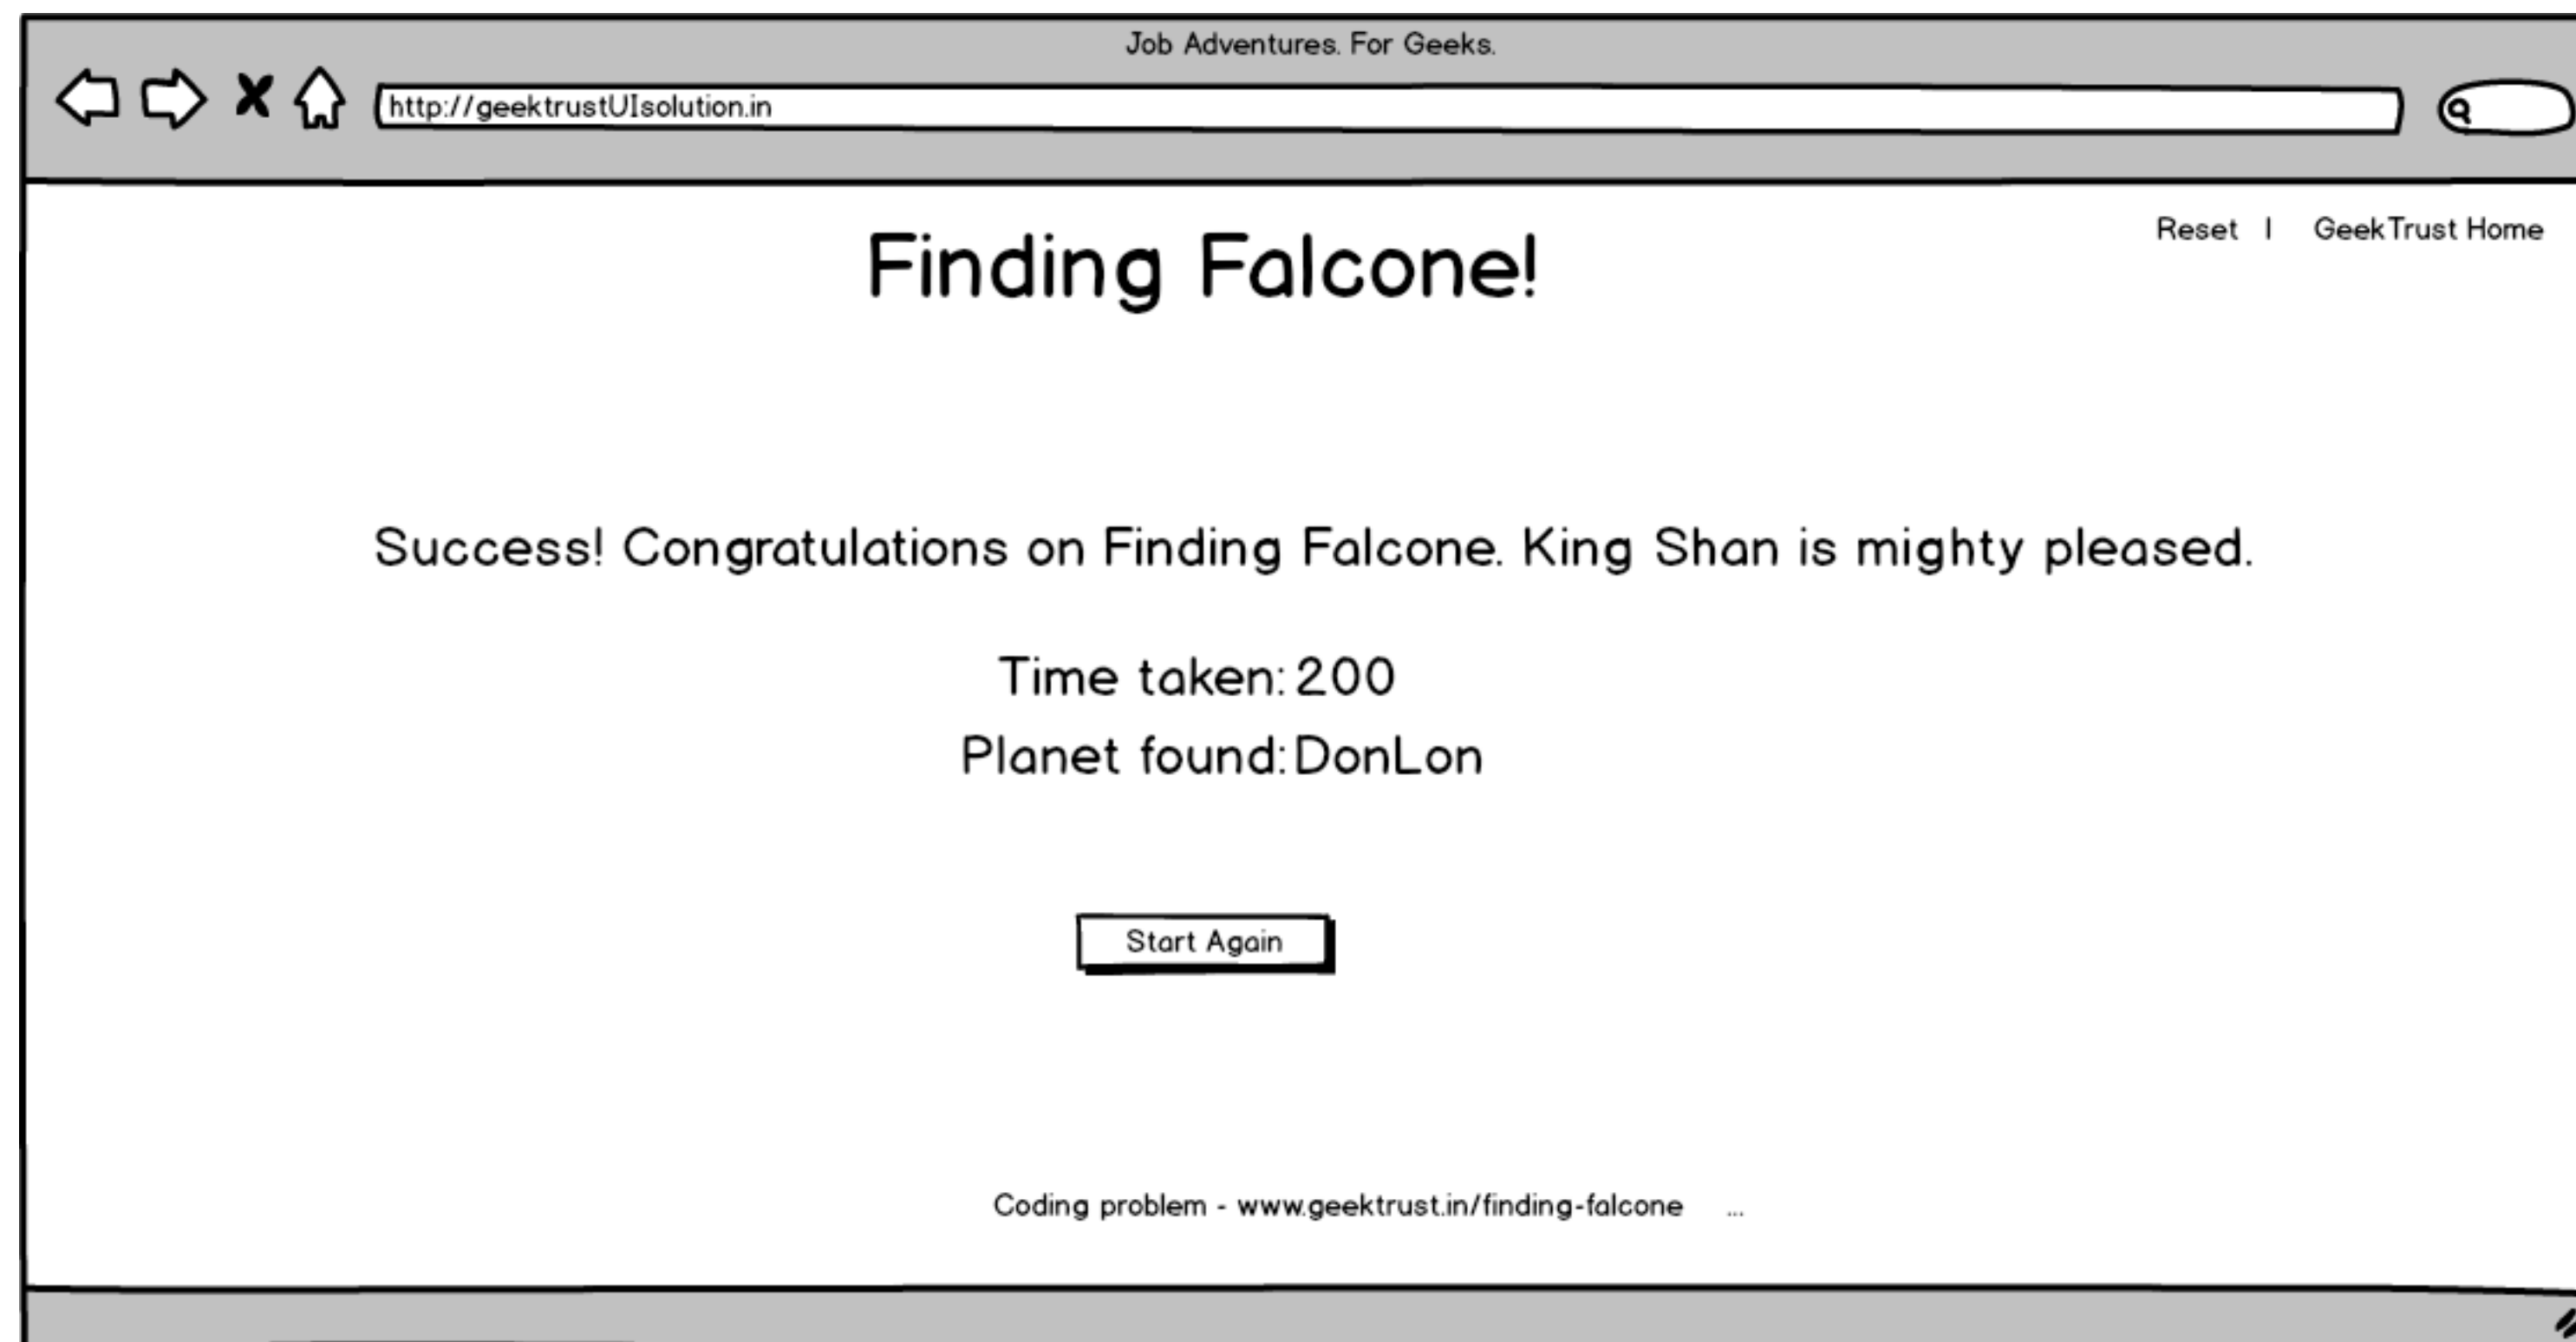 Job Adventures. For Geeks.
http://geektrustUIsolution.in
Reset | GeekTrust Home
Finding Falcone!
Success! Congratulations on Finding Falcone. King Shan is mighty pleased.
Time taken: 200
Planet found: DonLon
Start Again
Coding problem - www.geektrust.in/finding-falcone ...